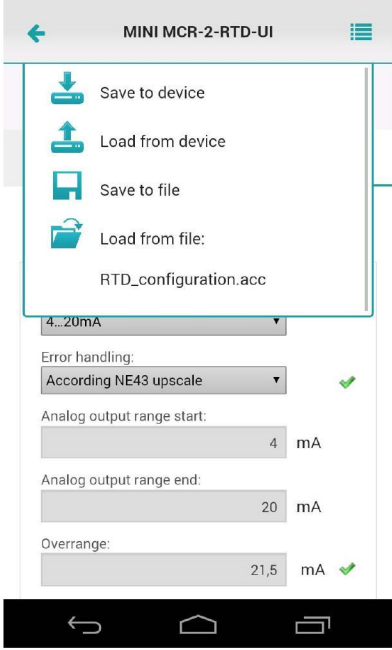 MINI MCR-2-RTD-UI
Save to device
Load from device
Save to file
Load from file:
RTD_configuration.acc
4...20mA
Error handling:
According NE43 upscale
Analog output range start:
4 mA
Analog output range end:
20 mA
Overrange:
21,5 mA